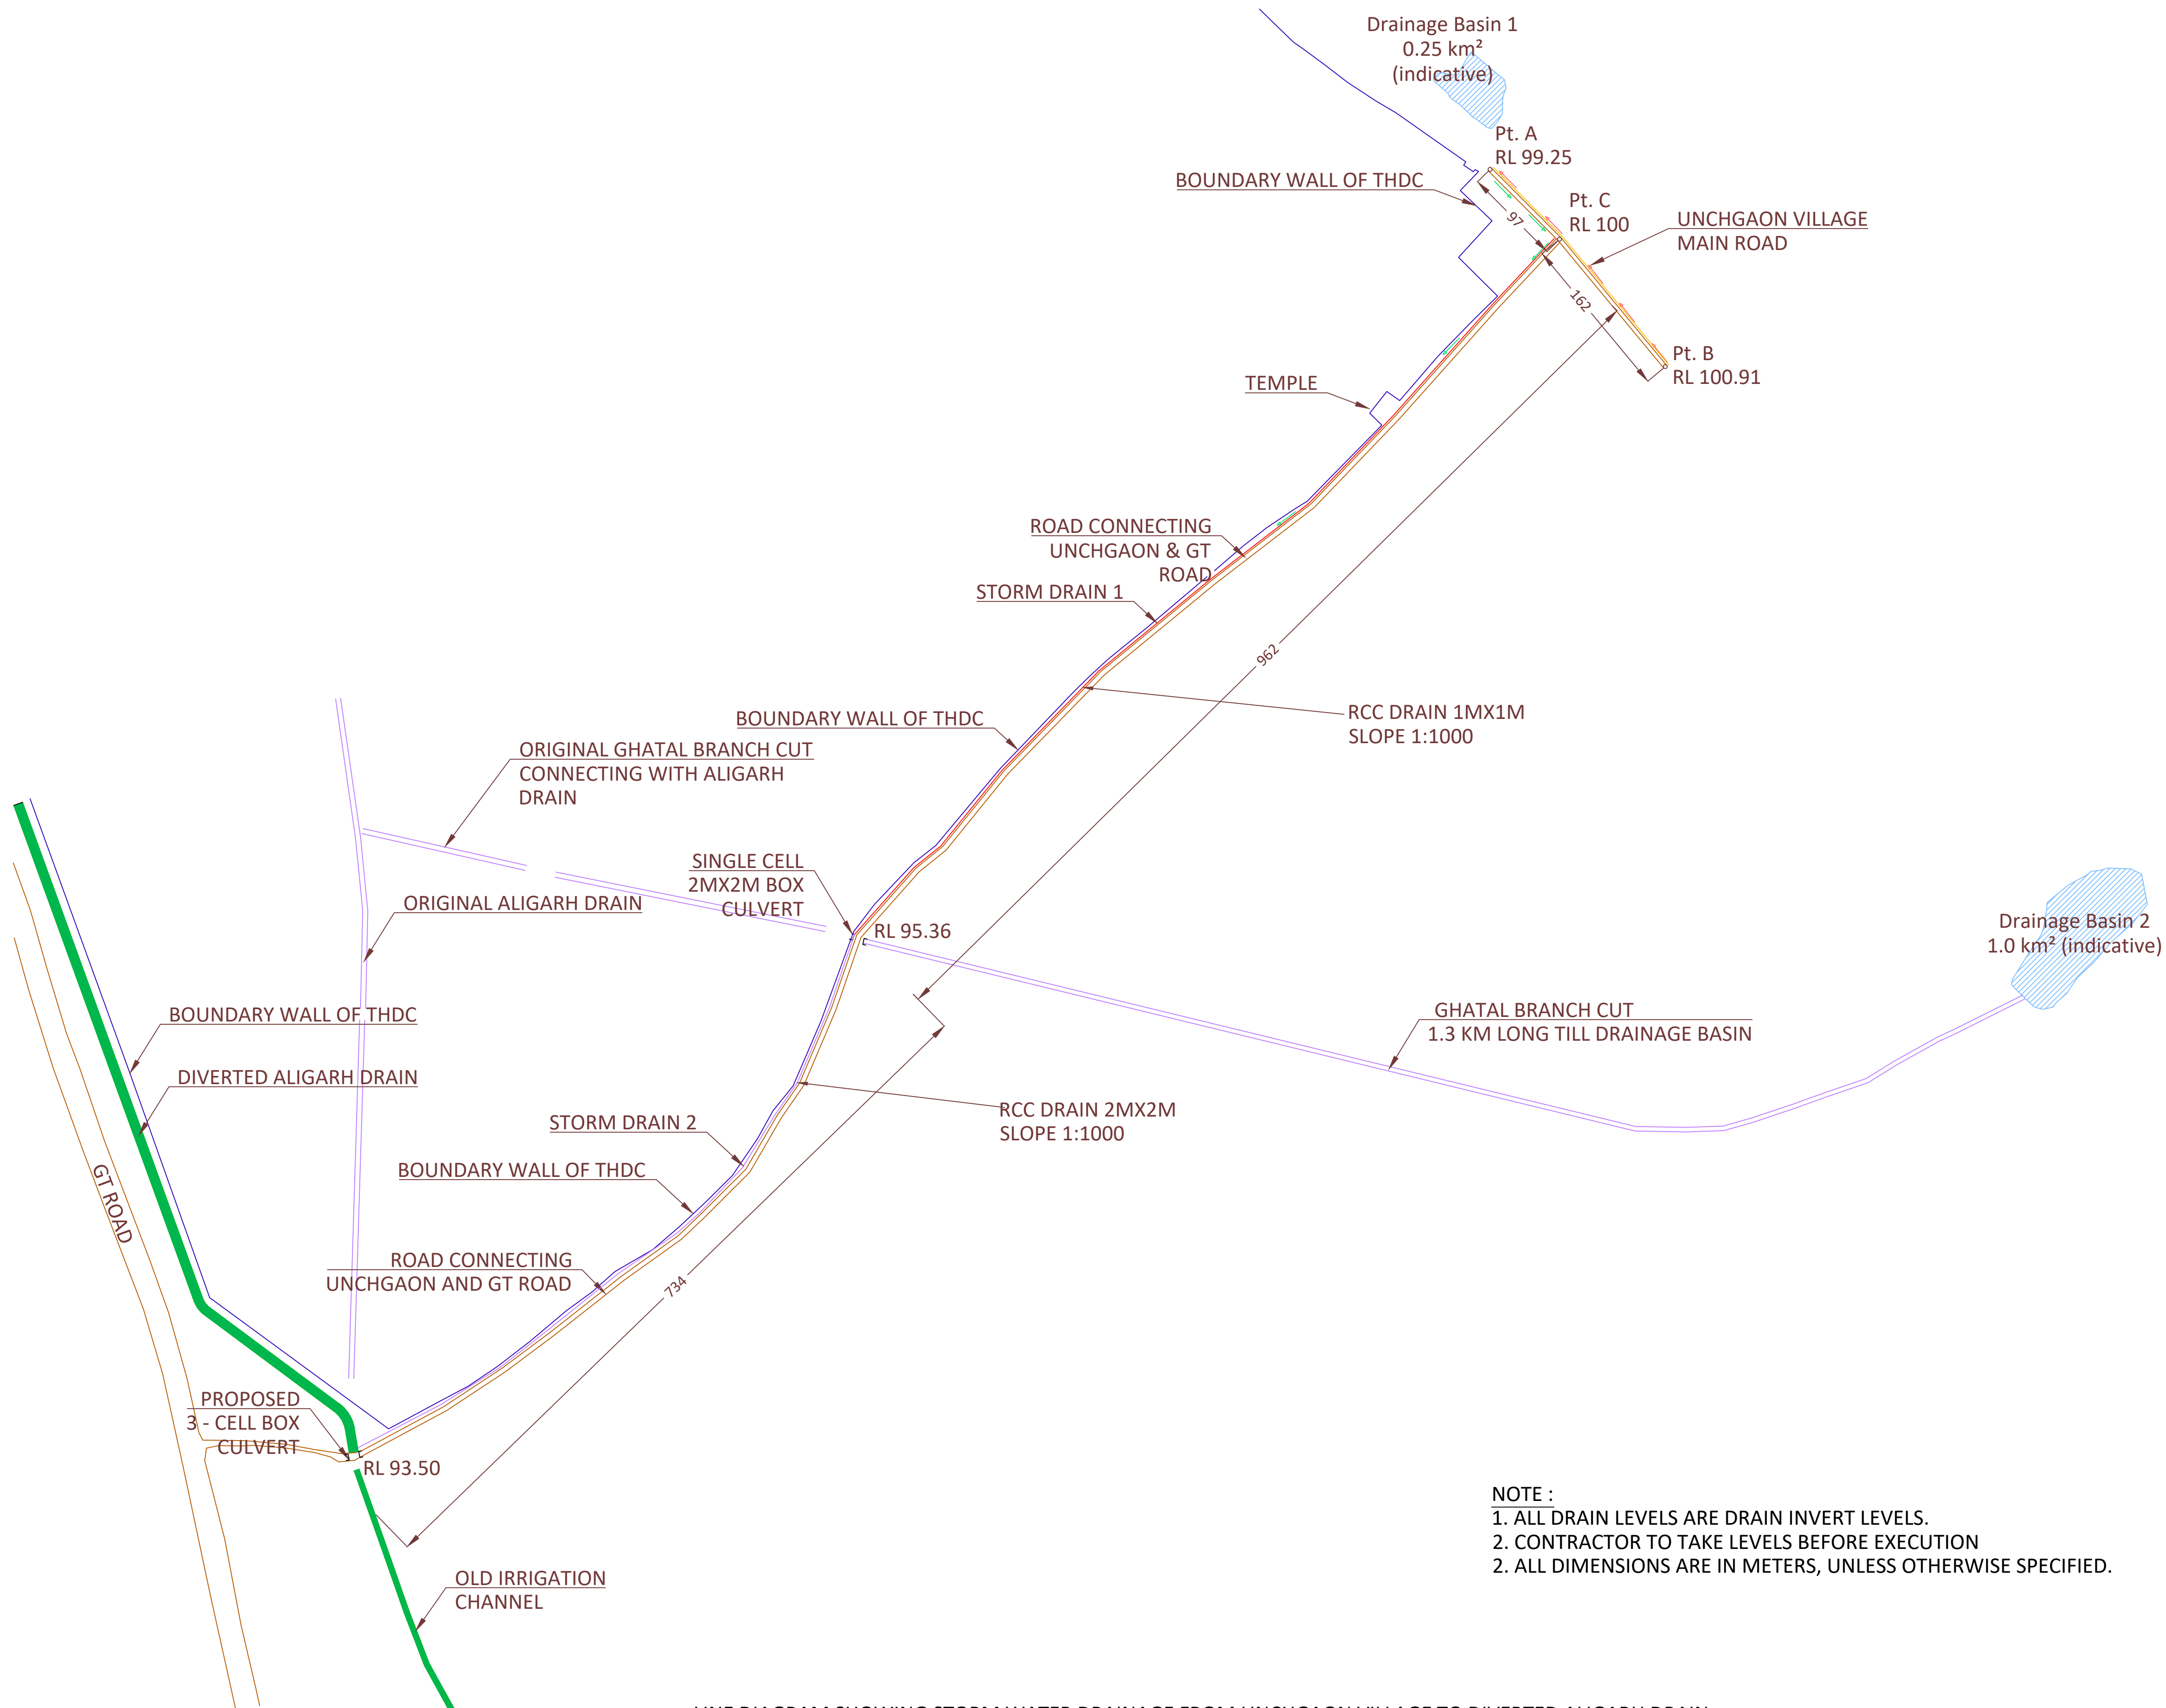 Drainage Basin 1
0.25 km²
(indicative)
Pt. A
RL 99.25
BOUNDARY WALL OF THDC
Pt. C
RL 100
UNCHGAON VILLAGE
MAIN ROAD
97
162
Pt. B
RL 100.91
TEMPLE
ROAD CONNECTING
UNCHGAON & GT
ROAD
STORM DRAIN 1
962
BOUNDARY WALL OF THDC
RCC DRAIN 1MX1M
SLOPE 1:1000
ORIGINAL GHATAL BRANCH CUT
CONNECTING WITH ALIGARH
DRAIN
SINGLE CELL
2MX2M BOX
CULVERT
ORIGINAL ALIGARH DRAIN
RL 95.36
Drainage Basin 2
1.0 km² (indicative)
BOUNDARY WALL OF THDC
GHATAL BRANCH CUT
1.3 KM LONG TILL DRAINAGE BASIN
DIVERTED ALIGARH DRAIN
STORM DRAIN 2
RCC DRAIN 2MX2M
SLOPE 1:1000
BOUNDARY WALL OF THDC
GT ROAD
ROAD CONNECTING
UNCHGAON AND GT ROAD
734
PROPOSED
3 - CELL BOX
CULVERT
RL 93.50
NOTE :
1. ALL DRAIN LEVELS ARE DRAIN INVERT LEVELS.
2. CONTRACTOR TO TAKE LEVELS BEFORE EXECUTION
2. ALL DIMENSIONS ARE IN METERS, UNLESS OTHERWISE SPECIFIED.
OLD IRRIGATION
CHANNEL